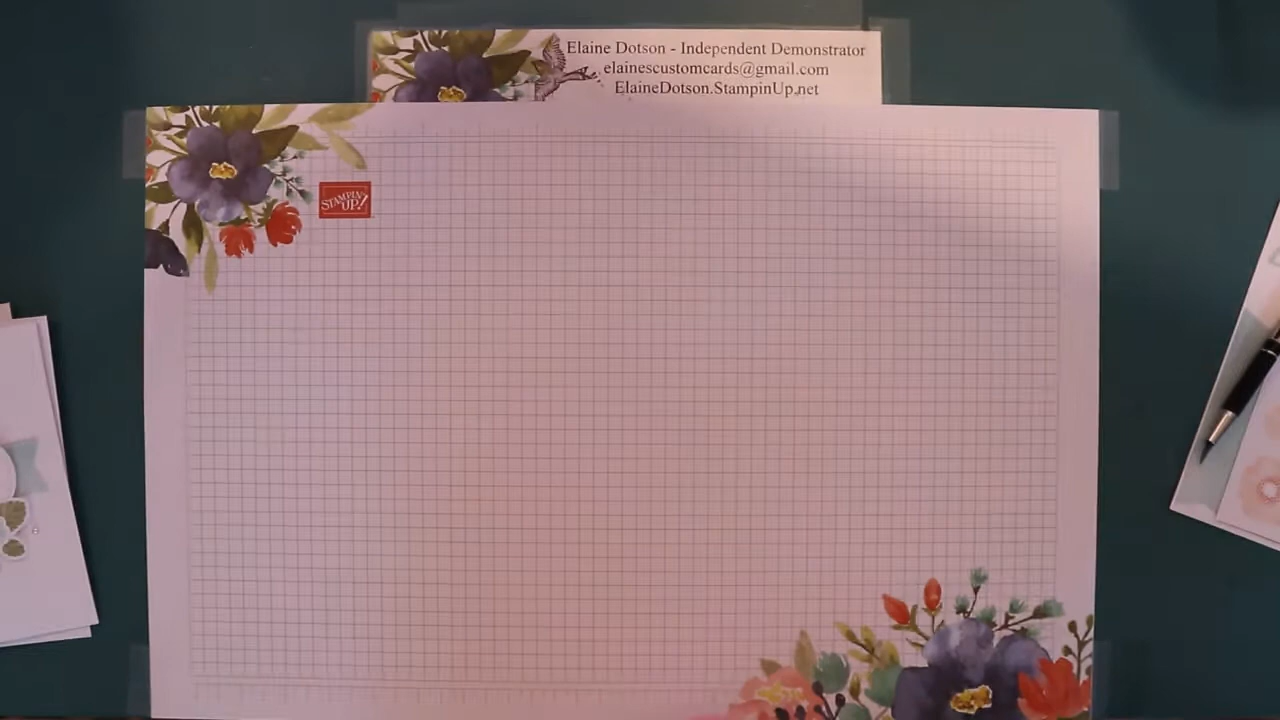 Elaine Dotson - Independent Demonstrator
elainescustomcards@gmail.com
ElaineDotson.StampinUp.net
STAMPIN'
UP!